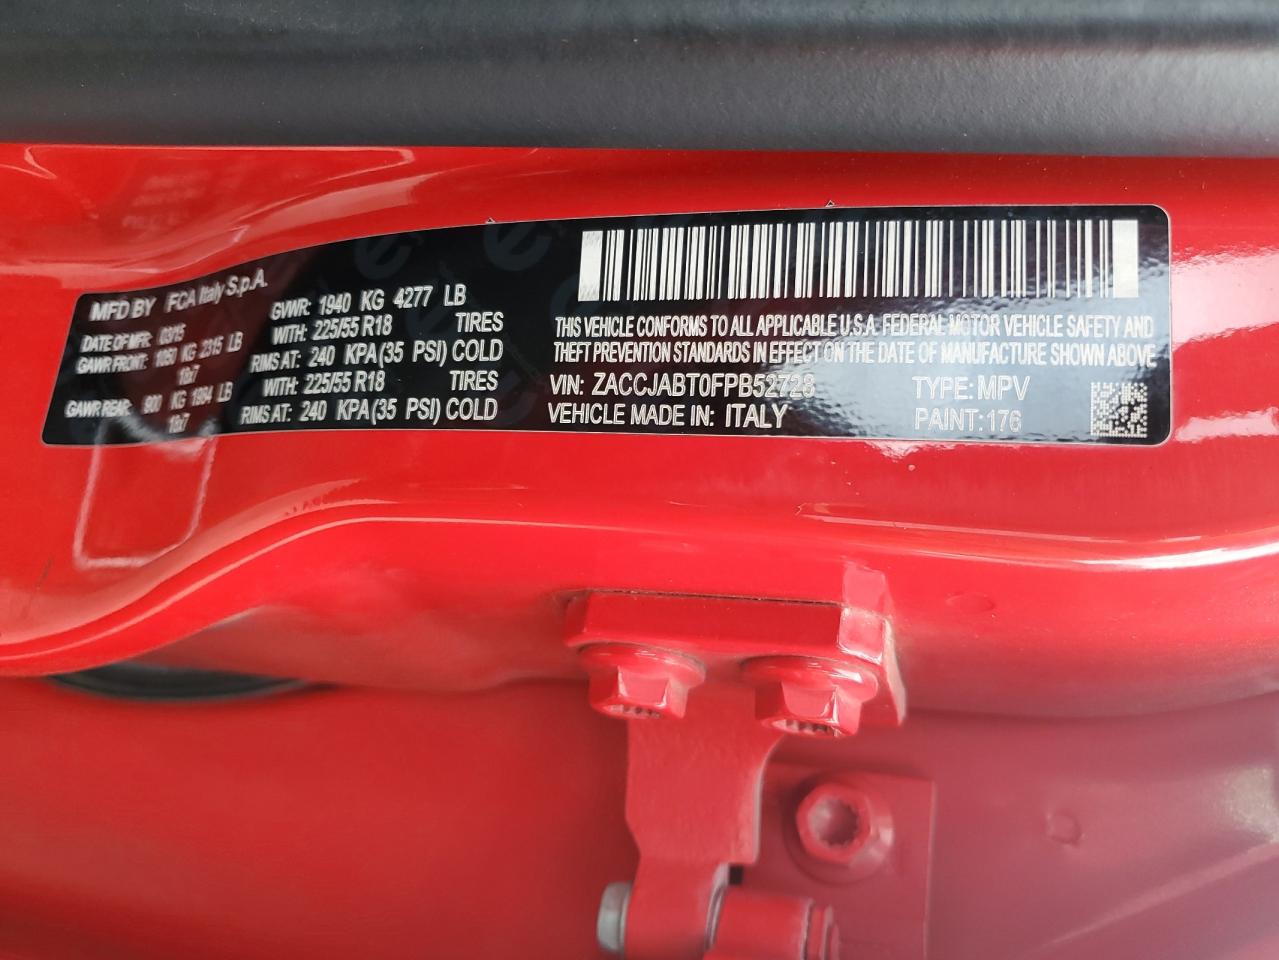 MFD BY FCA Italy S.p.A.
DATE OF MFR 03/15
GAWR FRONT: 1050 KG 2315 LB
18x7
GAWR REAR: 900 KG 1984 LB
18x7
GWR: 1940 KG 4277 LB
WITH: 225/55 R18 TIRES
RIMS AT: 240 KPA(35 PSI) COLD
WITH: 225/55 R18 TIRES
RIMS AT: 240 KPA(35 PSI) COLD
THIS VEHICLE CONFORMS TO ALL APPLICABLE U.S.A. FEDERAL MOTOR VEHICLE SAFETY AND
THEFT PREVENTION STANDARDS IN EFFECT ON THE DATE OF MANUFACTURE SHOWN ABOVE
VIN: ZACCJABT0FPB52728 TYPE: MPV
VEHICLE MADE IN: ITALY PAINT: 176